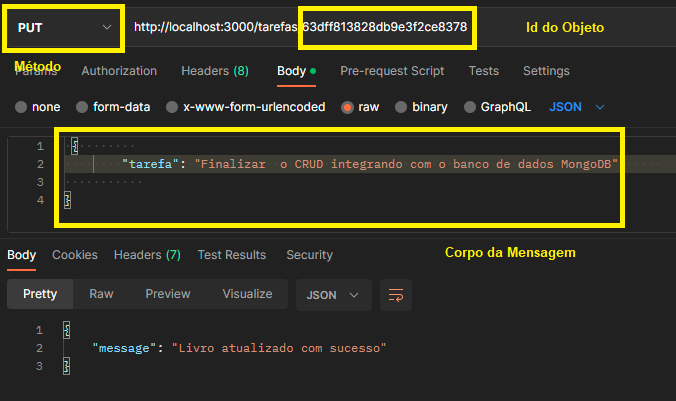 PUT http://localhost:3000/tarefas/63dff813828db9e3f2ce8378 Id do Objeto
Método
Params Authorization Headers (8) Body Pre-request Script Tests Settings
none form-data x-www-form-urlencoded raw binary GraphQL JSON
1 {
2 "tarefa": "Finalizar o CRUD integrando com o banco de dados MongoDB"
3
4 }
Body Cookies Headers (7) Test Results Security Corpo da Mensagem
Pretty Raw Preview Visualize JSON
1 {
2 "message": "Livro atualizado com sucesso"
3 }